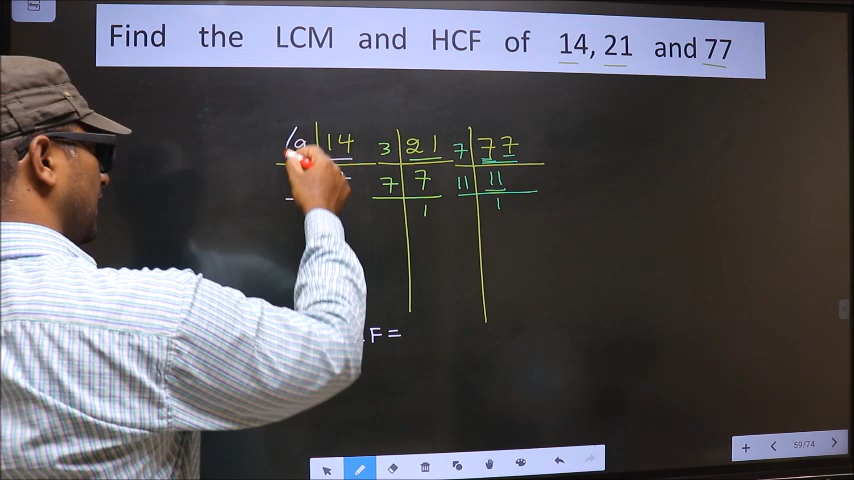 Find the LCM and HCF of 14, 21 and 77
14 3 21 7 77
7 7 11 11
1 1
F =
59/74